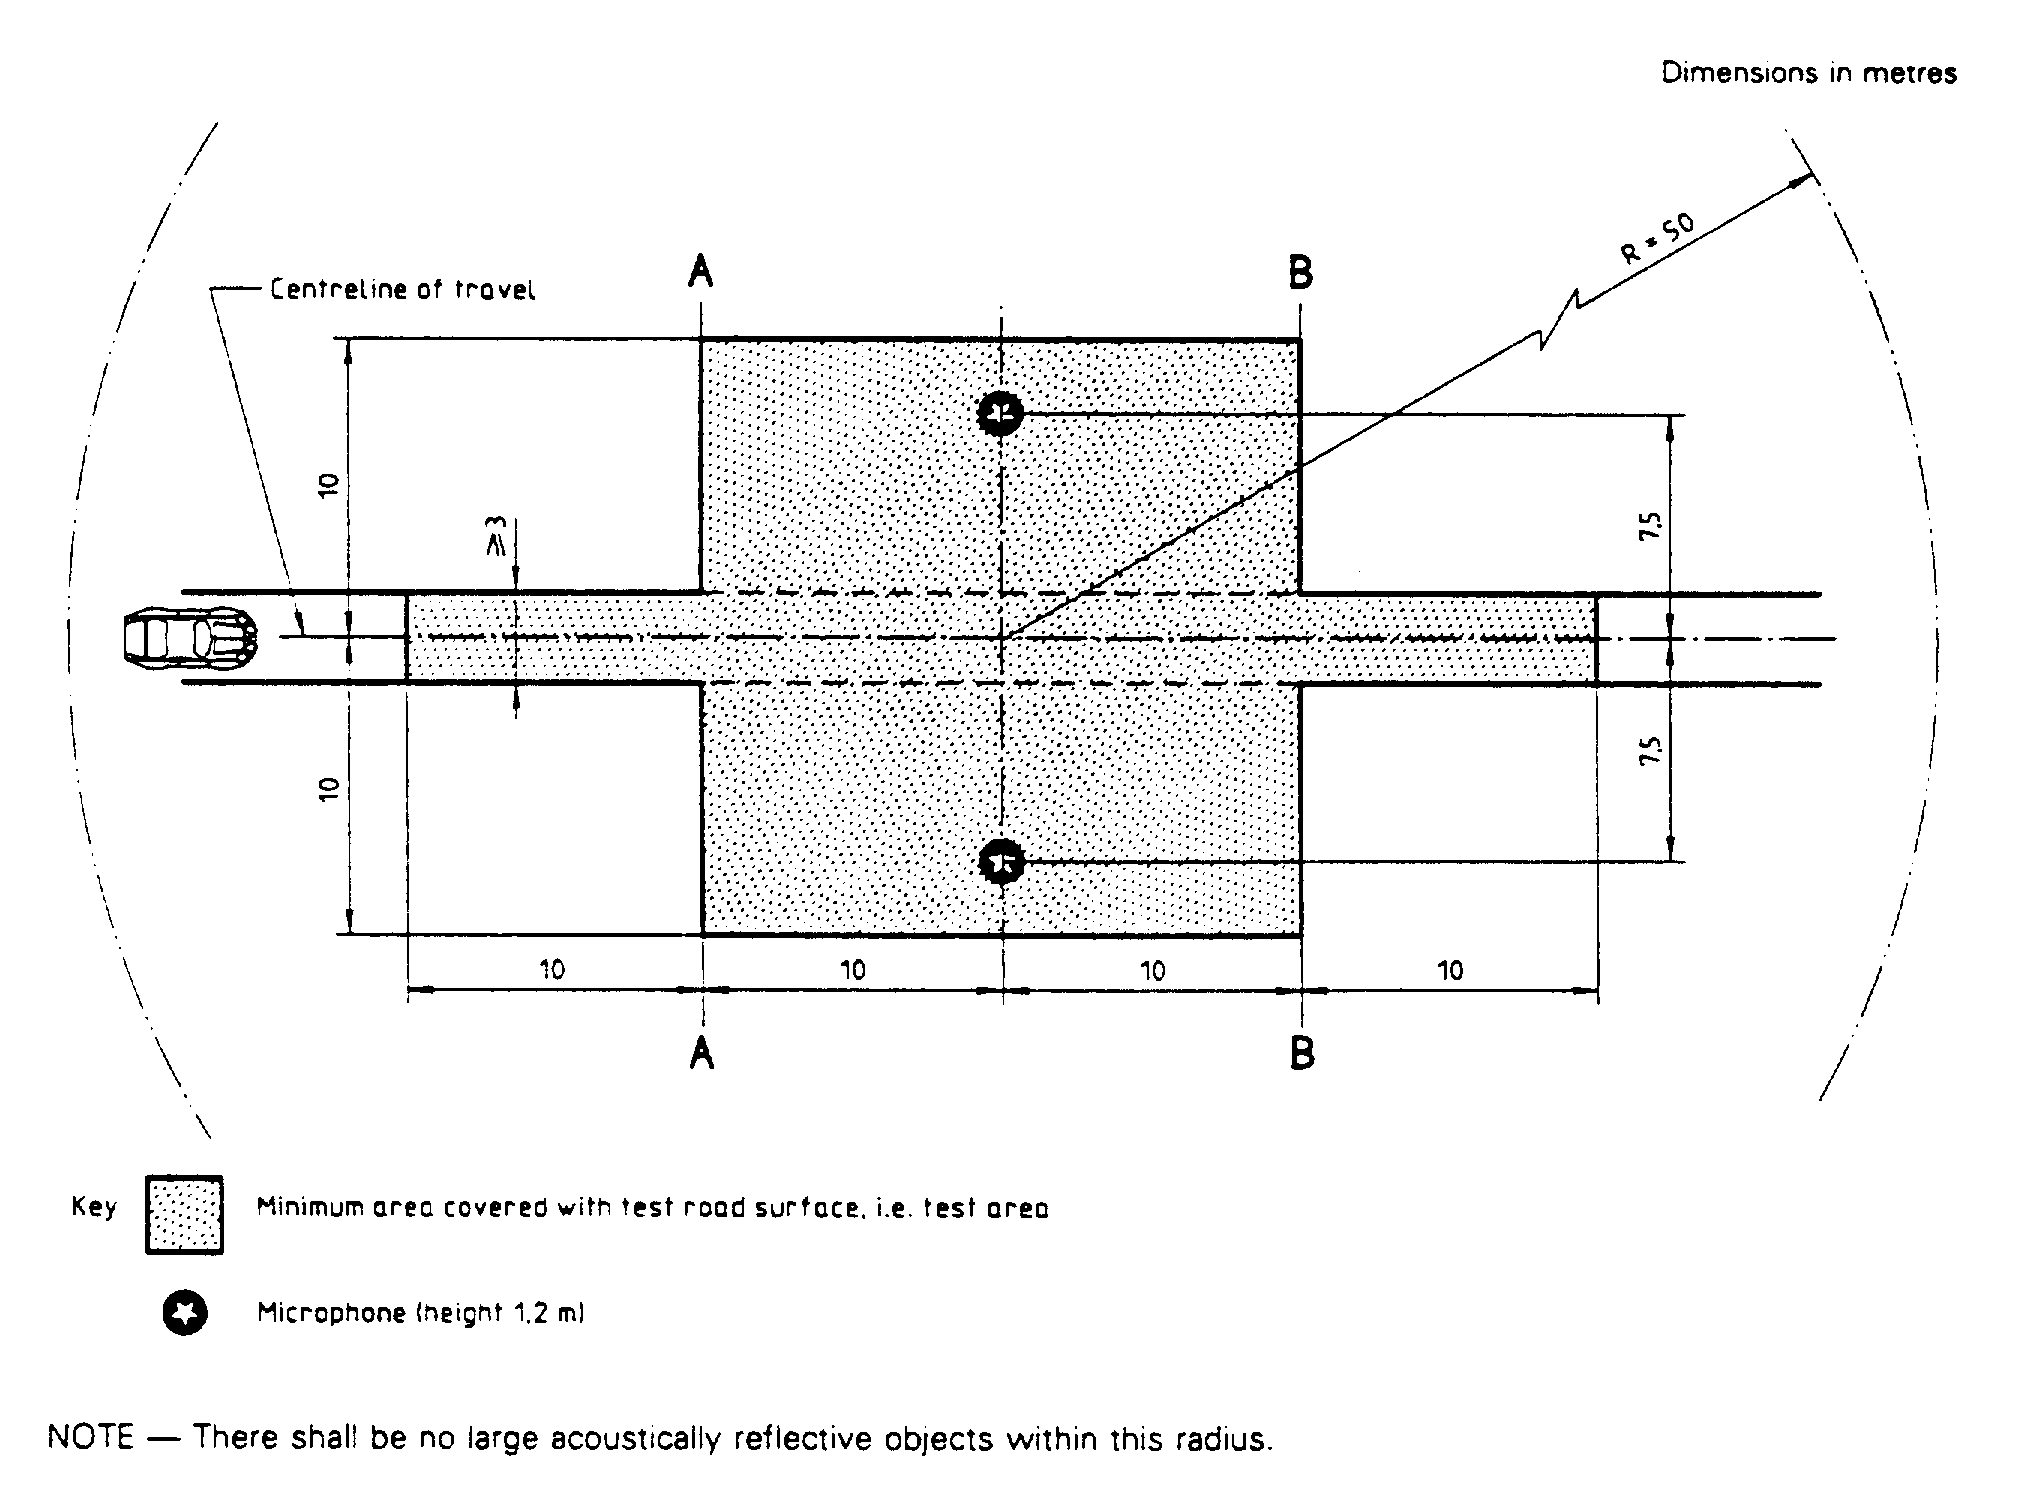 Dimensions in metres
R = 50
A
B
Centreline of travel
10
≥3
7,5
10
7,5
10
10
10
10
A
B
Key
Minimum area covered with test road surface, i.e. test area
Microphone (height 1,2 m)
NOTE — There shall be no large acoustically reflective objects within this radius.